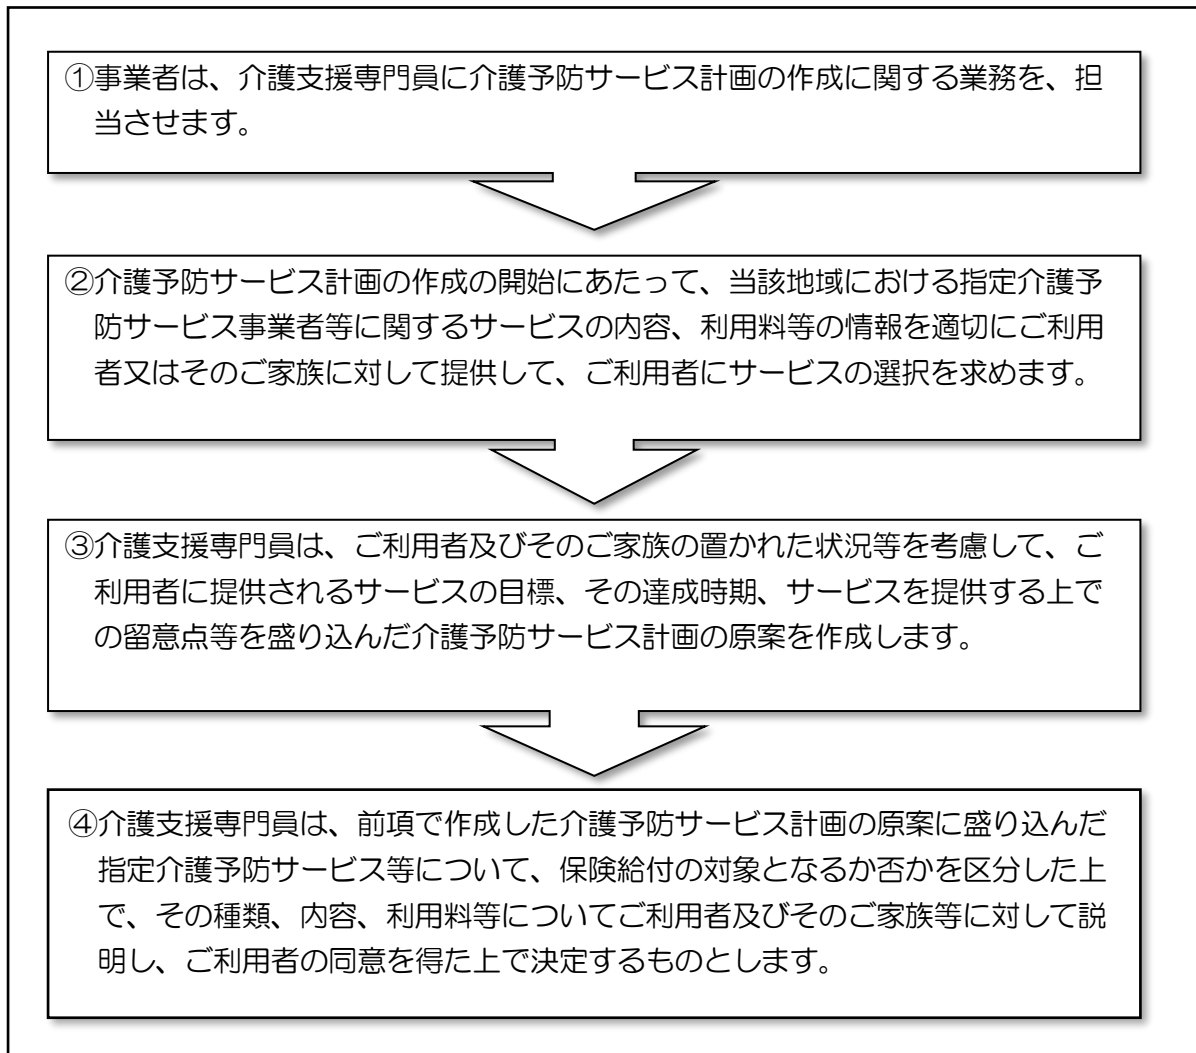 ①事業者は、介護支援専門員に介護予防サービス計画の作成に関する業務を、担
当させます。
②介護予防サービス計画の作成の開始にあたって、当該地域における指定介護予
防サービス事業者等に関するサービスの内容、利用料等の情報を適切にご利用
者又はそのご家族に対して提供して、ご利用者にサービスの選択を求めます。
③介護支援専門員は、ご利用者及びそのご家族の置かれた状況等を考慮して、ご
利用者に提供されるサービスの目標、その達成時期、サービスを提供する上で
の留意点等を盛り込んだ介護予防サービス計画の原案を作成します。
④介護支援専門員は、前項で作成した介護予防サービス計画の原案に盛り込んだ
指定介護予防サービス等について、保険給付の対象となるか否かを区分した上
で、その種類、内容、利用料等についてご利用者及びそのご家族等に対して説
明し、ご利用者の同意を得た上で決定するものとします。